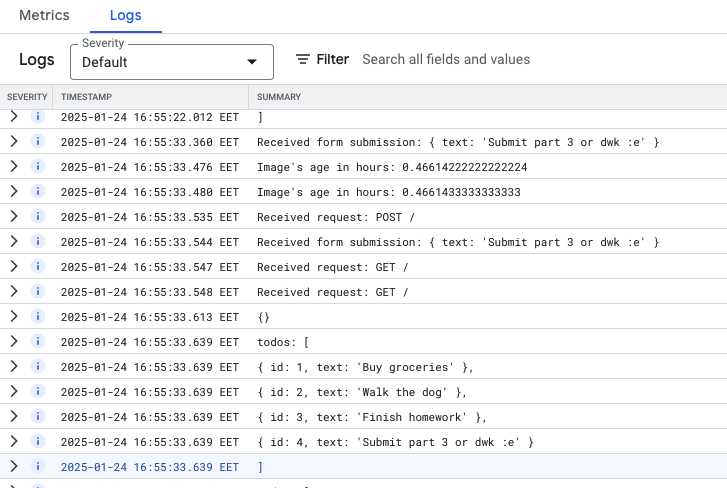 Metrics Logs
Severity
Logs Default Filter Search all fields and values
SEVERITY TIMESTAMP SUMMARY
2025-01-24 16:55:22.012 EET ]
2025-01-24 16:55:33.360 EET Received form submission: { text: 'Submit part 3 or dwk :e' }
2025-01-24 16:55:33.476 EET Image's age in hours: 0.46614222222222224
2025-01-24 16:55:33.480 EET Image's age in hours: 0.4661433333333333
2025-01-24 16:55:33.535 EET Received request: POST /
2025-01-24 16:55:33.544 EET Received form submission: { text: 'Submit part 3 or dwk :e' }
2025-01-24 16:55:33.547 EET Received request: GET /
2025-01-24 16:55:33.548 EET Received request: GET /
2025-01-24 16:55:33.613 EET {}
2025-01-24 16:55:33.639 EET todos: [
2025-01-24 16:55:33.639 EET { id: 1, text: 'Buy groceries' },
2025-01-24 16:55:33.639 EET { id: 2, text: 'Walk the dog' },
2025-01-24 16:55:33.639 EET { id: 3, text: 'Finish homework' },
2025-01-24 16:55:33.639 EET { id: 4, text: 'Submit part 3 or dwk :e' }
2025-01-24 16:55:33.639 EET ]